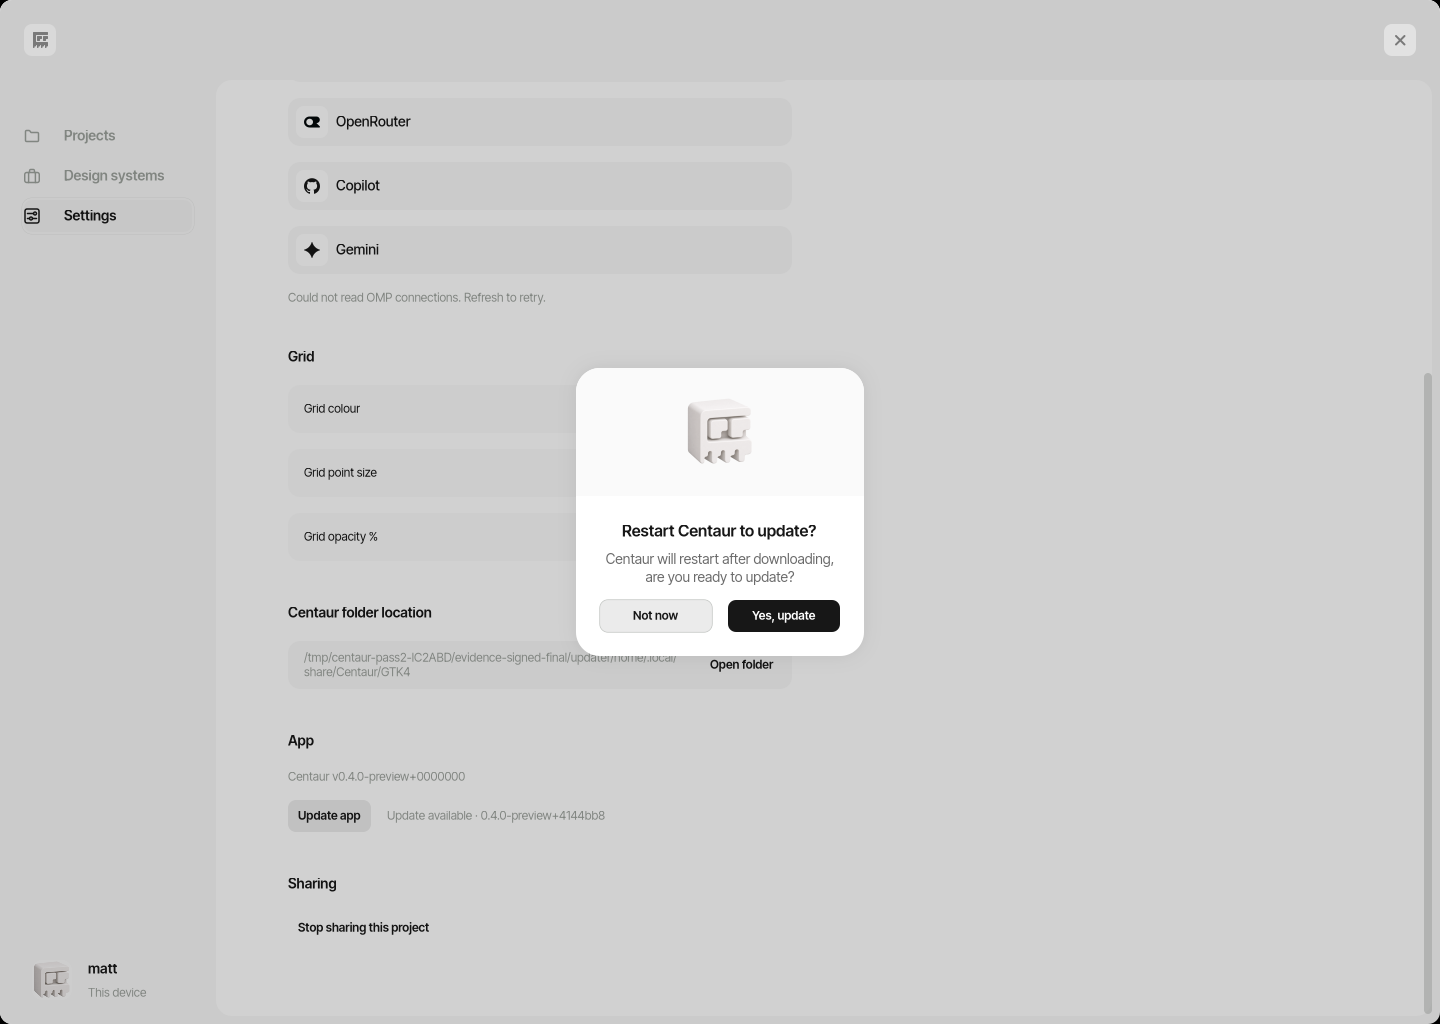 Projects
Design systems
Settings
OpenRouter
Copilot
Gemini
Could not read OMP connections. Refresh to retry.
Grid
Grid colour
Grid point size
Grid opacity %
Restart Centaur to update?
Centaur will restart after downloading,
are you ready to update?
Not now
Yes, update
Centaur folder location
/tmp/centaur-pass2-IC2ABD/evidence-signed-final/updater/home/.local/
share/Centaur/GTK4
Open folder
App
Centaur v0.4.0-preview+0000000
Update app
Update available · 0.4.0-preview+4144bb8
Sharing
Stop sharing this project
matt
This device